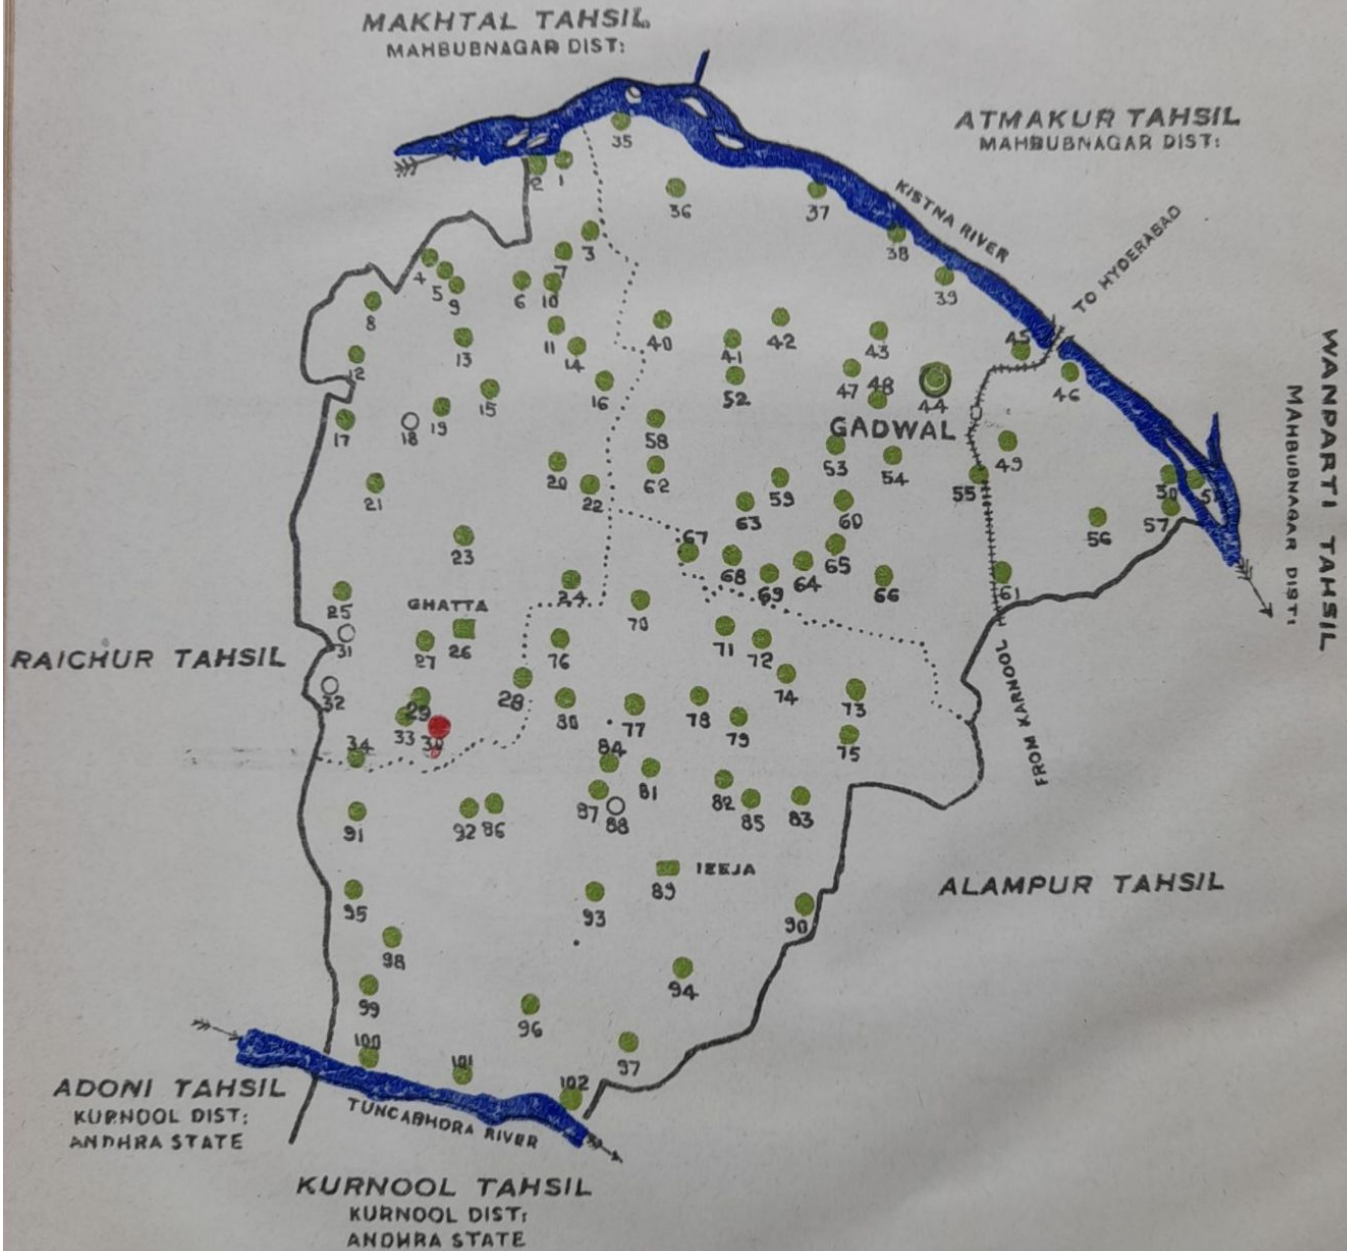 MAKHTAL TAHSIL
MAHBUBNAGAR DIST:
ATMAKUR TAHSIL
MAHBUBNAGAR DIST:
35
2 1
36
37
KISTNA RIVER
38
3
7
4 5 9 6 10
39
TO HYDERABAD
8
11 14
13
40 41 42 43
45
12
15 16
52 47 48 44
46
17 18 19
58
GADWAL
WANPARTI TAHSIL
MAHBUBNAGAR DIST:
20 22 62
53 54
49
55
21
59
63 60
50 51
57
56
23
67
68 69 64 65 66
24
61
25
GHATTA
70
31 27 26
76
71 72
RAICHUR TAHSIL
32
28
80 77 78 79 74 73
29
33 30
FROM KARNOOL
34
84
75
81 82 85 83
91 92 86 87 88
IEEJA
89
ALAMPUR TAHSIL
95 93 90
98
94
99
96
97
100 101 102
ADONI TAHSIL
KURNOOL DIST:
ANDHRA STATE
TUNCABHORA RIVER
KURNOOL TAHSIL
KURNOOL DIST:
ANDHRA STATE